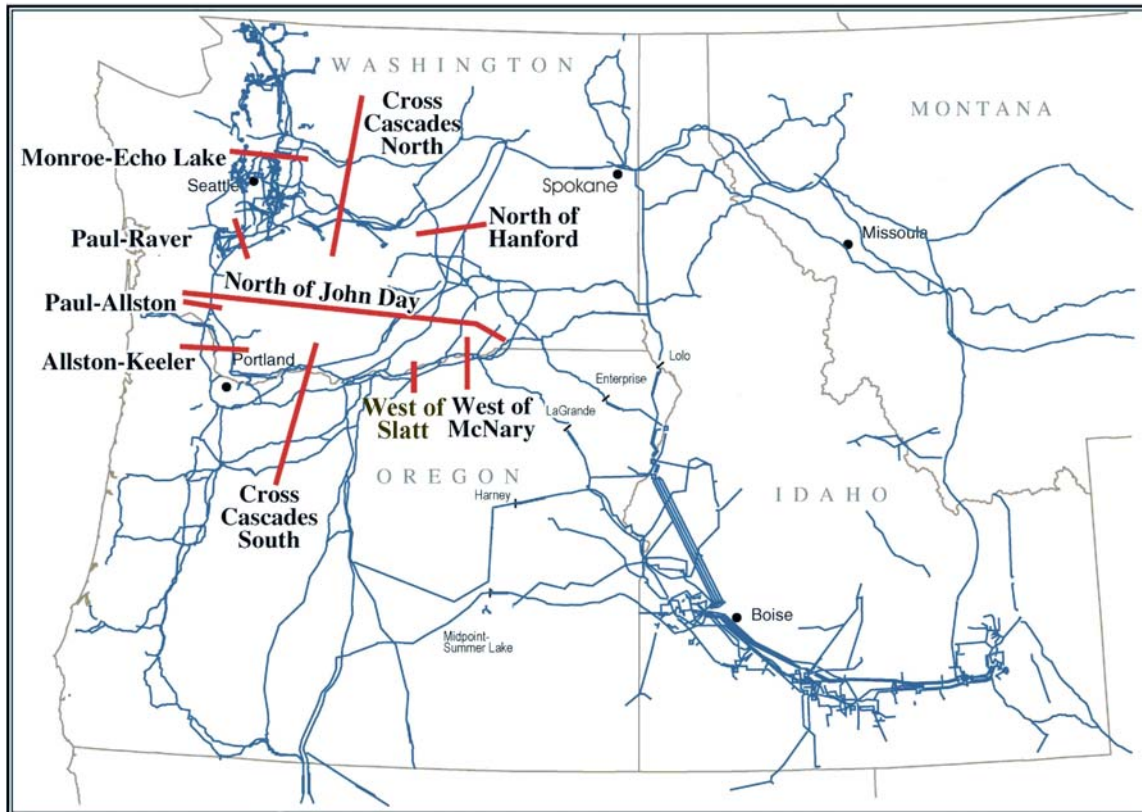 WASHINGTON
MONTANA
Cross
Cascades
North
Monroe-Echo Lake
Seattle
Spokane
North of
Hanford
Paul-Raver
Missoula
North of John Day
Paul-Allston
Allston-Keeler
Portland
Lolo
Enterprise
LaGrande
West of
Slatt
West of
McNary
OREGON
IDAHO
Harney
Cross
Cascades
South
Boise
Midpoint-
Summer Lake